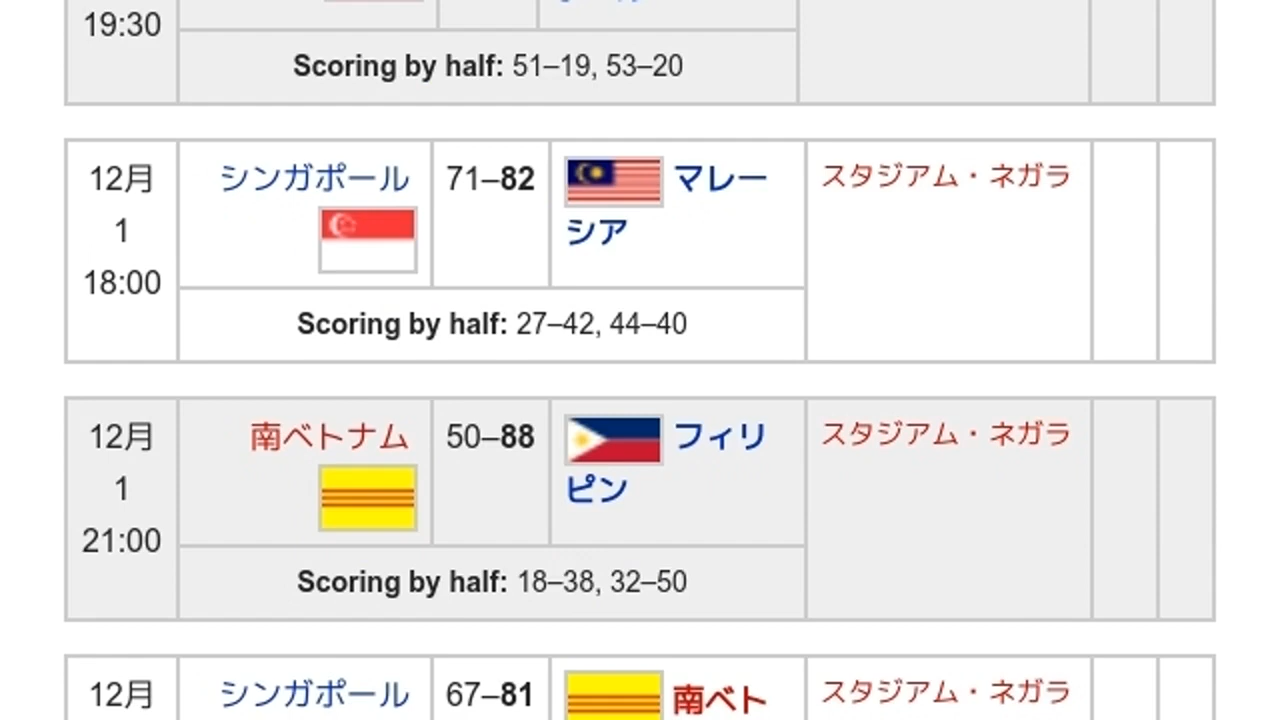 19:30
Scoring by half: 51–19, 53–20
12月
1
18:00
シンガポール
71–82
マレー
シア
スタジアム・ネガラ
Scoring by half: 27–42, 44–40
12月
1
21:00
南ベトナム
50–88
フィリ
ピン
スタジアム・ネガラ
Scoring by half: 18–38, 32–50
12月
シンガポール
67–81
南ベト
スタジアム・ネガラ